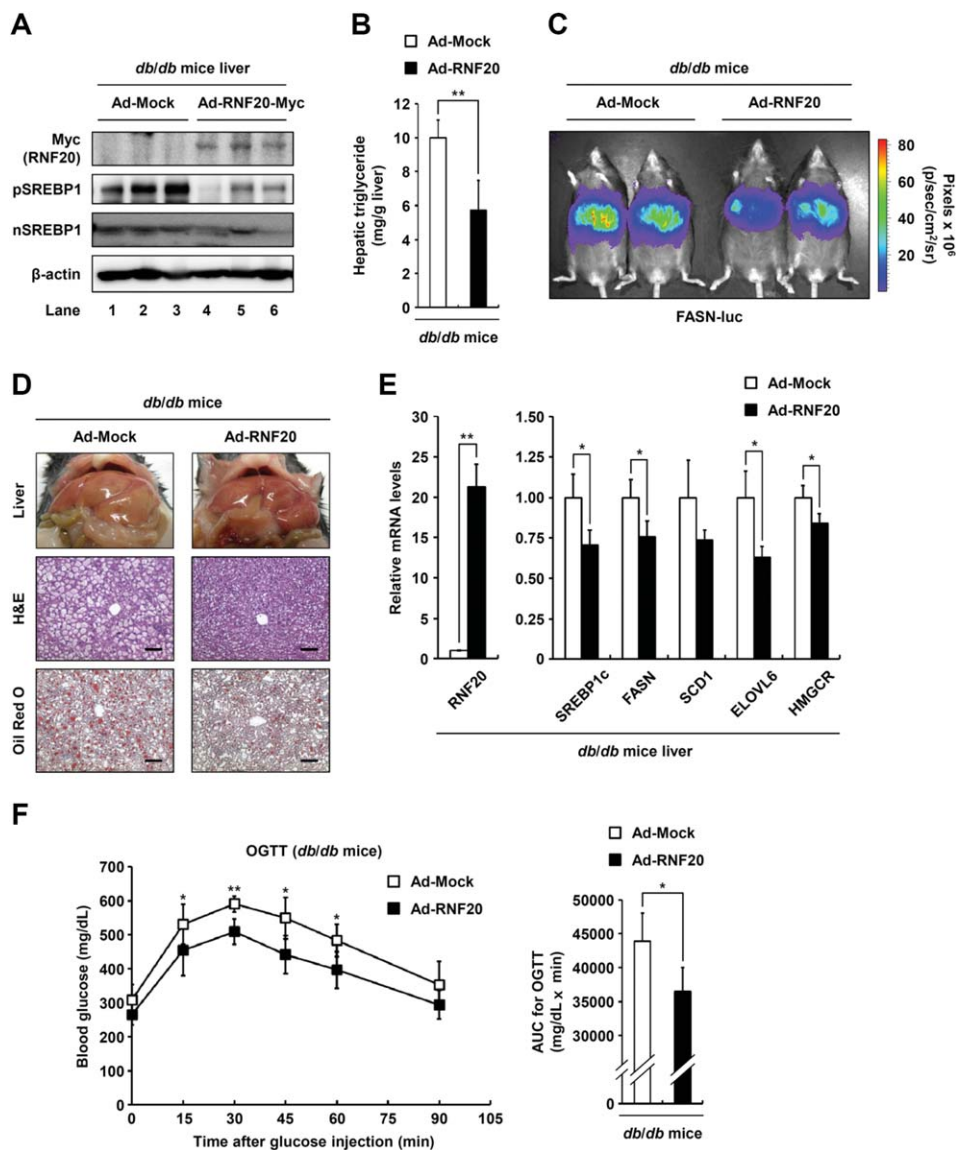 A
db/db mice liver
Ad-Mock Ad-RNF20-Myc
Myc
(RNF20)
pSREBP1
nSREBP1
β-actin
Lane 1 2 3 4 5 6
B
Ad-Mock
Ad-RNF20
**
12
10
8
6
4
2
0
Hepatic triglyceride
(mg/g liver)
db/db mice
C
db/db mice
Ad-Mock Ad-RNF20
80
60
40
20
Pixels x 10⁶
(p/sec/cm²/sr)
FASN-luc
D
db/db mice
Ad-Mock Ad-RNF20
Liver
H&E
Oil Red O
E
Ad-Mock
Ad-RNF20
Relative mRNA levels
30
25
20
15
10
5
0
**
RNF20
1.50
1.25
1.00
0.75
0.50
0.25
0
* * * *
SREBP1c FASN SCD1 ELOVL6 HMGCR
db/db mice liver
F
OGTT (db/db mice)
Ad-Mock
Ad-RNF20
Blood glucose (mg/dL)
700
600
500
400
300
200
100
0
* ** * *
0 15 30 45 60 75 90 105
Time after glucose injection (min)
Ad-Mock
Ad-RNF20
*
AUC for OGTT
(mg/dL x min)
50000
45000
40000
35000
30000
0
db/db mice